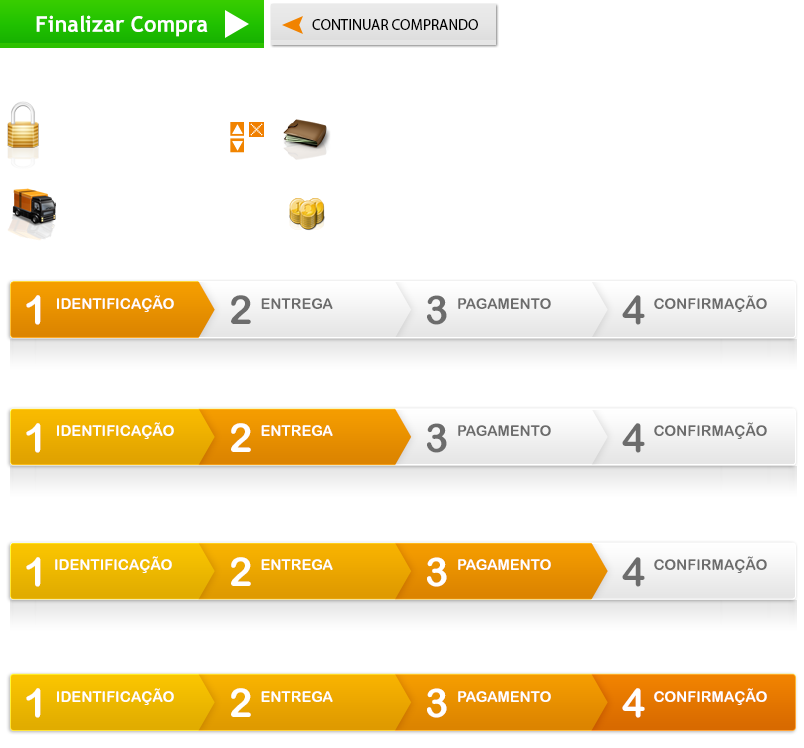 Finalizar Compra
CONTINUAR COMPRANDO
1 IDENTIFICAÇÃO 2 ENTREGA 3 PAGAMENTO 4 CONFIRMAÇÃO
1 IDENTIFICAÇÃO 2 ENTREGA 3 PAGAMENTO 4 CONFIRMAÇÃO
1 IDENTIFICAÇÃO 2 ENTREGA 3 PAGAMENTO 4 CONFIRMAÇÃO
1 IDENTIFICAÇÃO 2 ENTREGA 3 PAGAMENTO 4 CONFIRMAÇÃO